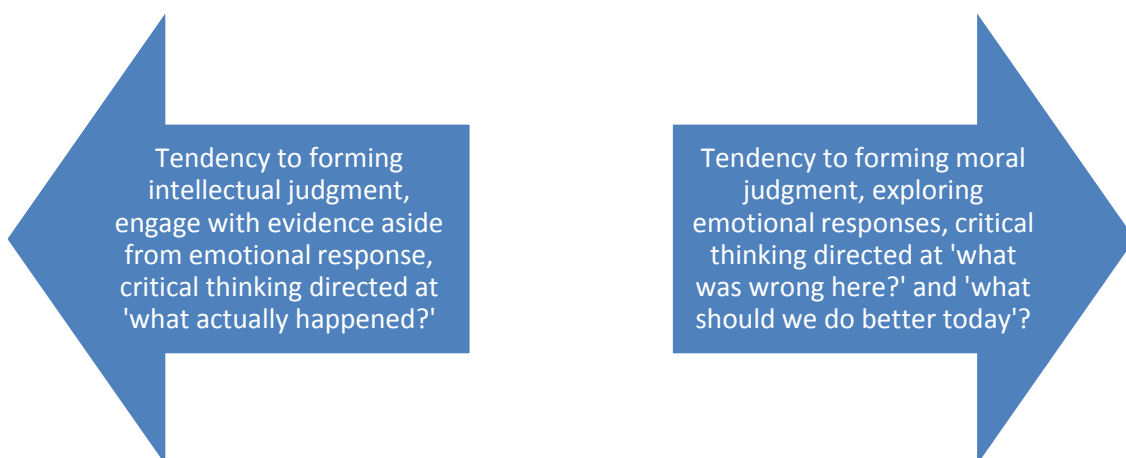 Tendency to forming
intellectual judgment,
engage with evidence aside
from emotional response,
critical thinking directed at
'what actually happened?'
Tendency to forming moral
judgment, exploring
emotional responses, critical
thinking directed at 'what
was wrong here?' and 'what
should we do better today'?